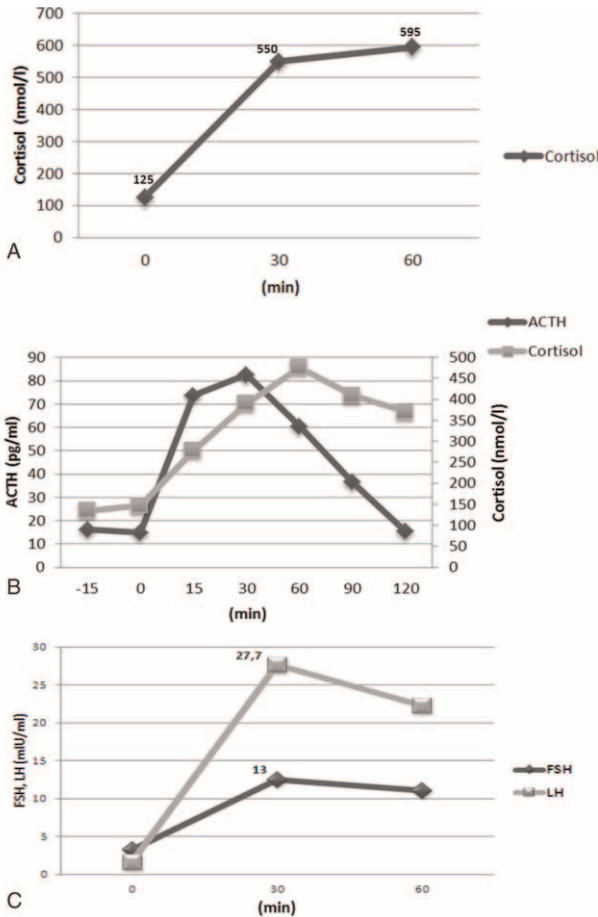 700
600
500
400
300
200
100
0
Cortisol (nmol/l)
125
550
595
Cortisol
0 30 60
(min)
A
ACTH
Cortisol
90
80
70
60
50
40
30
20
10
0
ACTH (pg/ml)
500
450
400
350
300
250
200
150
100
50
0
Cortisol (nmol/l)
-15 0 15 30 60 90 120
(min)
B
30
25
20
15
10
5
0
FSH, LH (mIU/ml)
27,7
13
FSH
LH
0 30 60
(min)
C